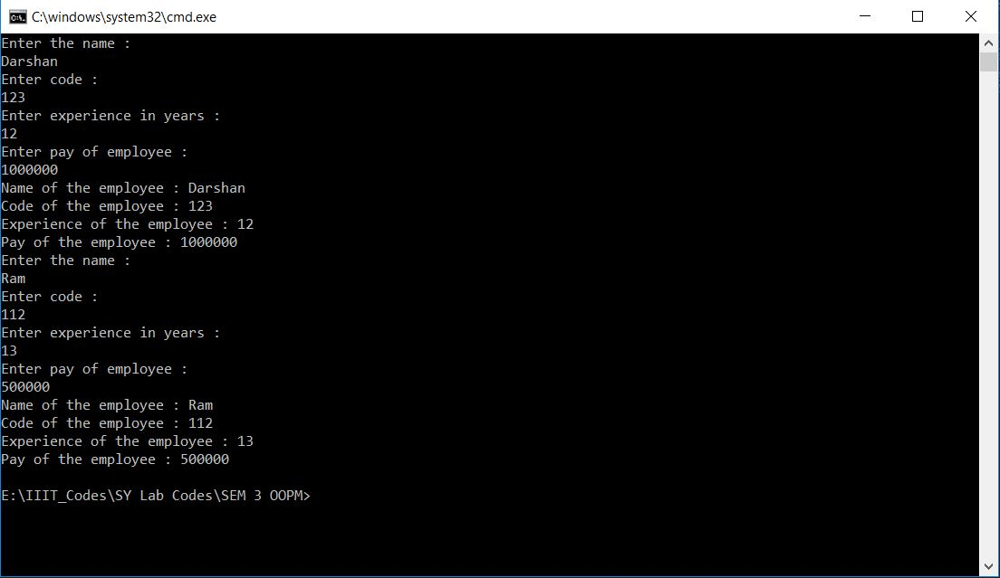 C:\windows\system32\cmd.exe
Enter the name :
Darshan
Enter code :
123
Enter experience in years :
12
Enter pay of employee :
1000000
Name of the employee : Darshan
Code of the employee : 123
Experience of the employee : 12
Pay of the employee : 1000000
Enter the name :
Ram
Enter code :
112
Enter experience in years :
13
Enter pay of employee :
500000
Name of the employee : Ram
Code of the employee : 112
Experience of the employee : 13
Pay of the employee : 500000
E:\IIIT_Codes\SY Lab Codes\SEM 3 OOPM>